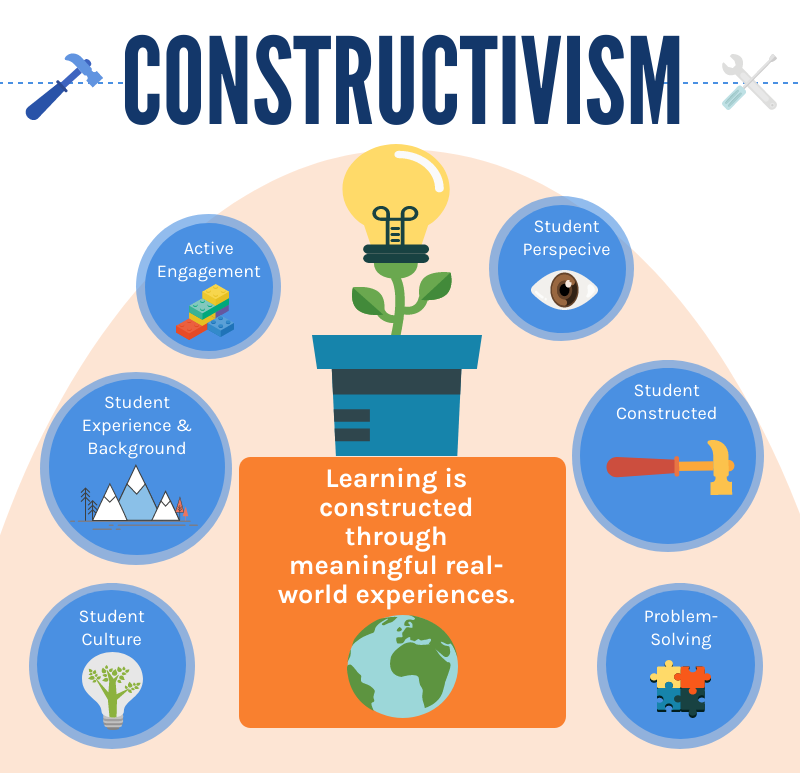 CONSTRUCTIVISM
Active
Engagement
Student
Perspecive
Student
Experience &
Background
Student
Constructed
Learning is
constructed
through
meaningful real-
world experiences.
Student
Culture
Problem-
Solving